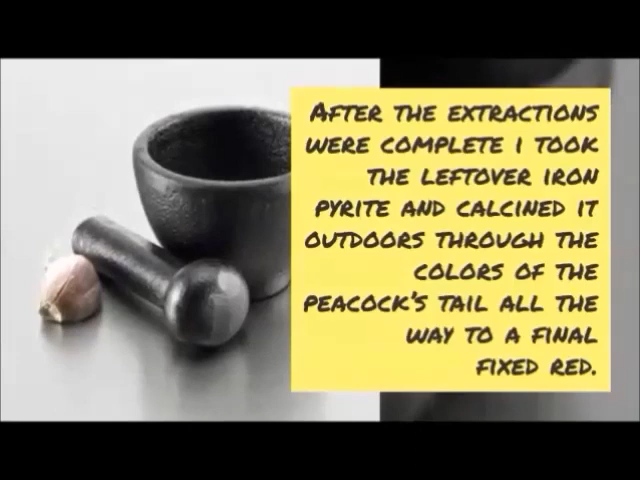 AFTER THE EXTRACTIONS
WERE COMPLETE I TOOK
THE LEFTOVER IRON
PYRITE AND CALCINED IT
OUTDOORS THROUGH THE
COLORS OF THE
PEACOCK'S TAIL ALL THE
WAY TO A FINAL
FIXED RED.